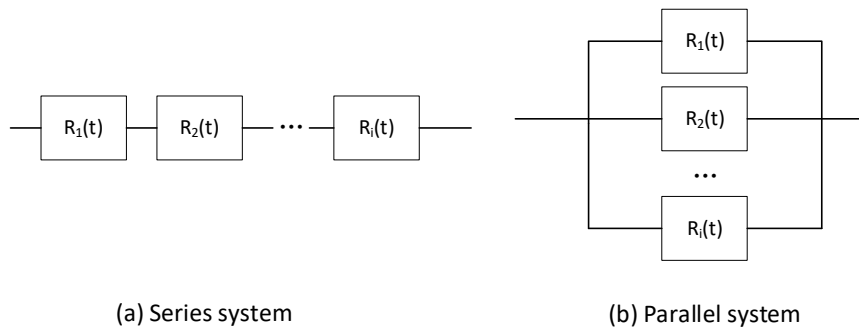 R₁(t) R₂(t) ... Rᵢ(t)
R₁(t)
R₂(t)
...
Rᵢ(t)
(a) Series system
(b) Parallel system